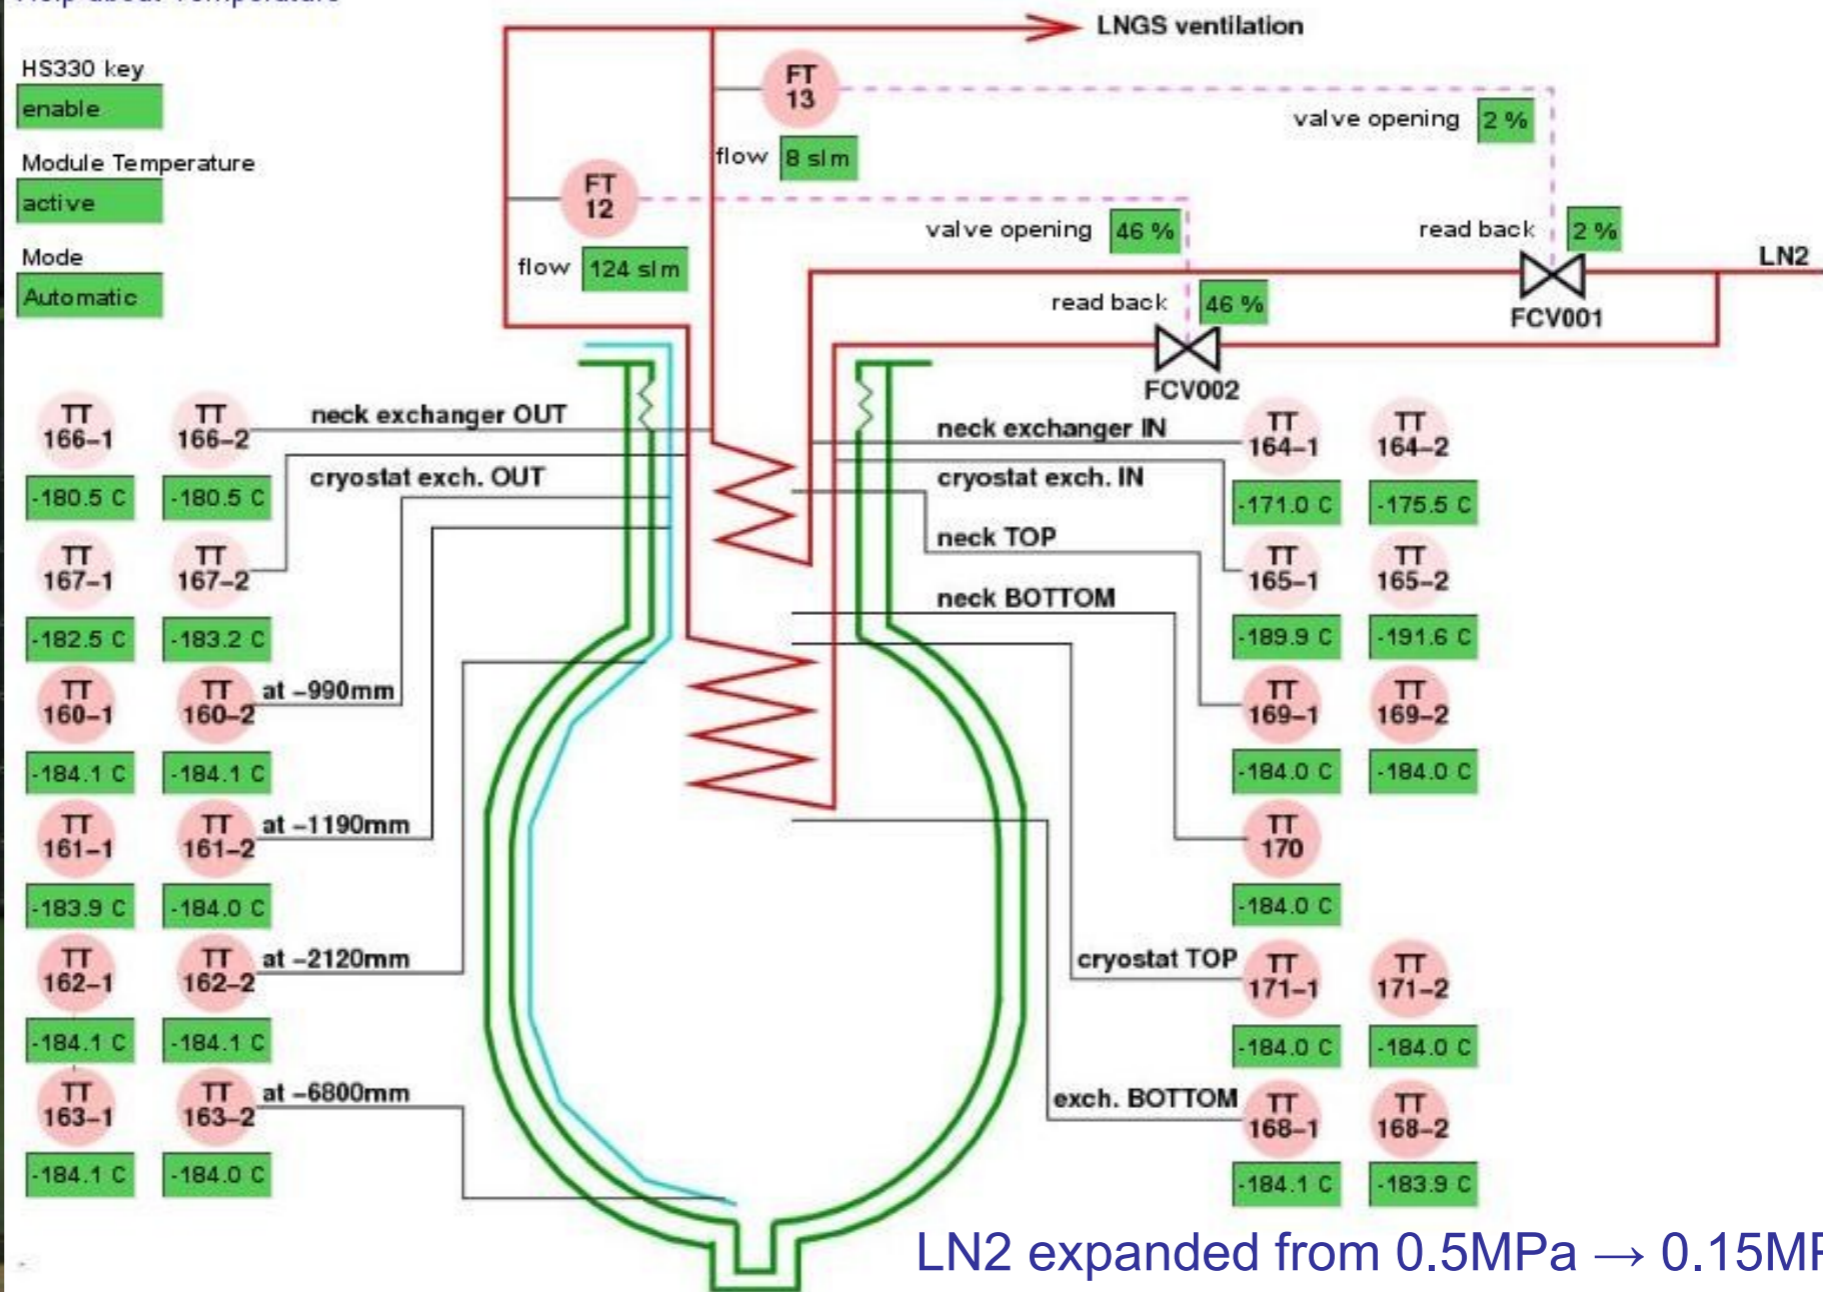 Help about Temperature
HS330 key
enable
Module Temperature
active
Mode
Automatic
LNGS ventilation
FT
13
flow 8 slm
valve opening 2 %
FT
12
flow 124 slm
valve opening 46 %
read back 2 %
LN2
FCV001
read back 46 %
FCV002
TT
166-1
TT
166-2
neck exchanger OUT
-180.5 C
-180.5 C
cryostat exch. OUT
TT
167-1
TT
167-2
-182.5 C
-183.2 C
TT
160-1
TT
160-2
at -990mm
-184.1 C
-184.1 C
TT
161-1
TT
161-2
at -1190mm
-183.9 C
-184.0 C
TT
162-1
TT
162-2
at -2120mm
-184.1 C
-184.1 C
TT
163-1
TT
163-2
at -6800mm
-184.1 C
-184.0 C
neck exchanger IN
TT
164-1
TT
164-2
-171.0 C
-175.5 C
cryostat exch. IN
TT
165-1
TT
165-2
-189.9 C
-191.6 C
neck TOP
TT
169-1
TT
169-2
-184.0 C
-184.0 C
neck BOTTOM
TT
170
-184.0 C
cryostat TOP
TT
171-1
TT
171-2
-184.0 C
-184.0 C
exch. BOTTOM
TT
168-1
TT
168-2
-184.1 C
-183.9 C
LN2 expanded from 0.5MPa → 0.15MP